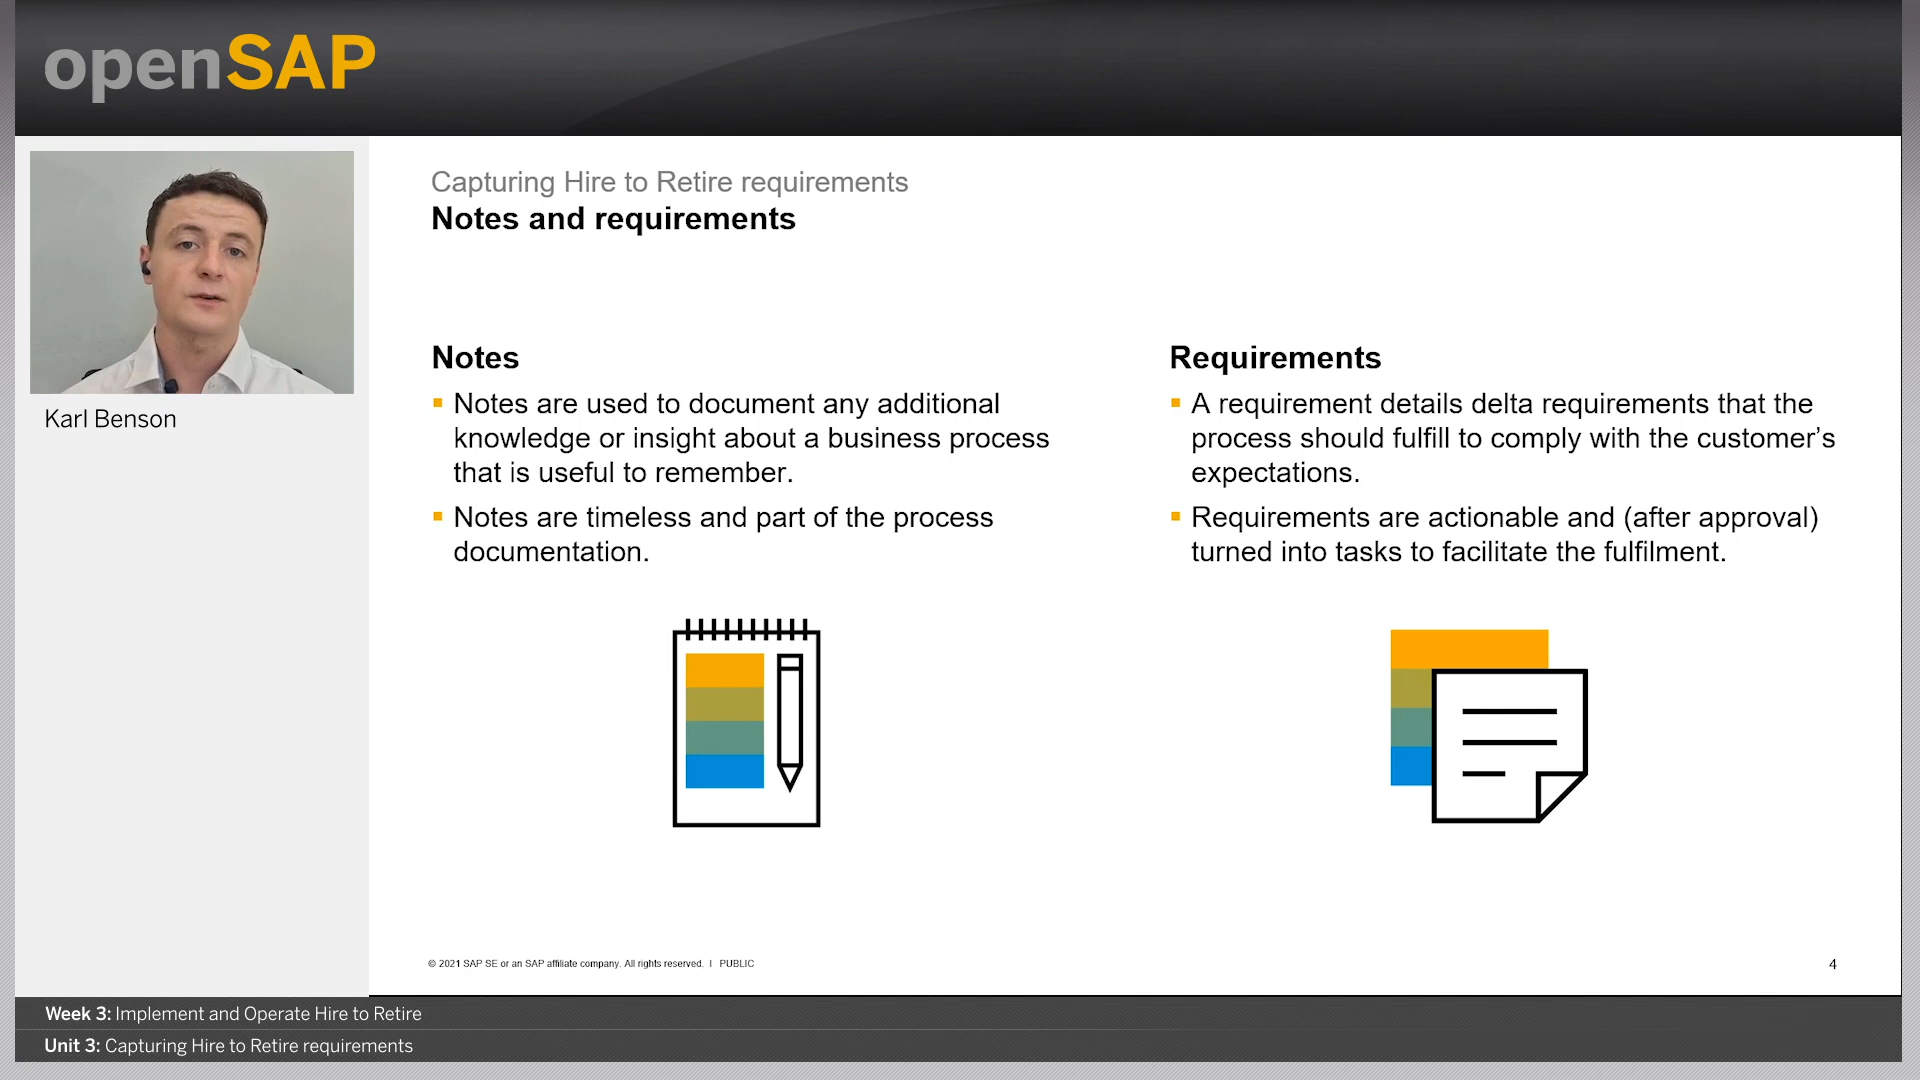 openSAP
Karl Benson
Capturing Hire to Retire requirements
Notes and requirements
Notes
▪ Notes are used to document any additional
knowledge or insight about a business process
that is useful to remember.
▪ Notes are timeless and part of the process
documentation.
Requirements
▪ A requirement details delta requirements that the
process should fulfill to comply with the customer’s
expectations.
▪ Requirements are actionable and (after approval)
turned into tasks to facilitate the fulfilment.
© 2021 SAP SE or an SAP affiliate company. All rights reserved. I PUBLIC
4
Week 3: Implement and Operate Hire to Retire
Unit 3: Capturing Hire to Retire requirements